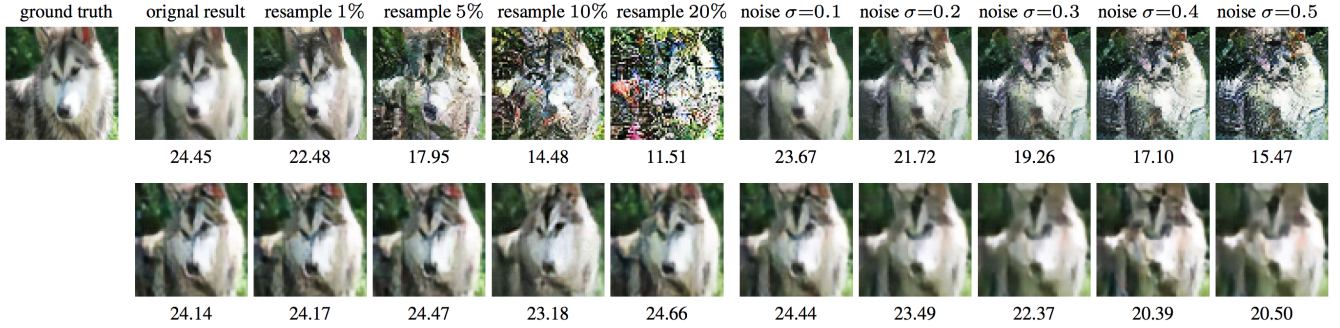 ground truth orignal result resample 1% resample 5% resample 10% resample 20% noise σ=0.1 noise σ=0.2 noise σ=0.3 noise σ=0.4 noise σ=0.5
24.45 22.48 17.95 14.48 11.51 23.67 21.72 19.26 17.10 15.47
24.14 24.17 24.47 23.18 24.66 24.44 23.49 22.37 20.39 20.50